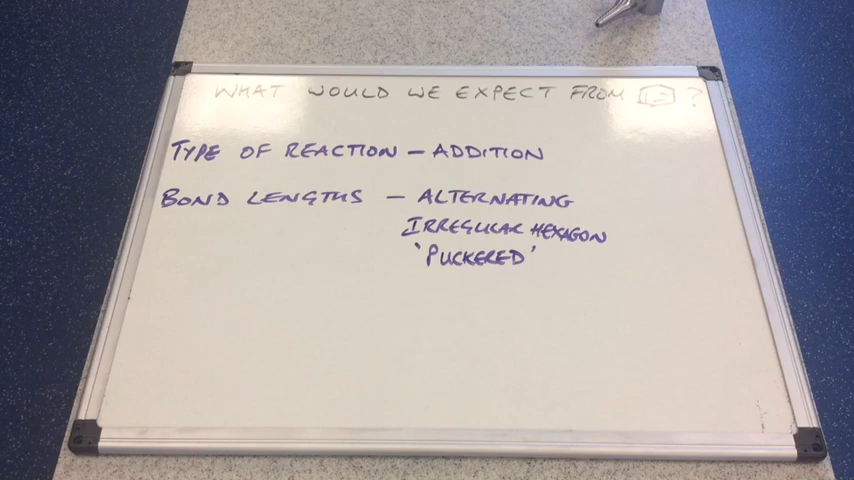 WHAT WOULD WE EXPECT FROM ?
TYPE OF REACTION - ADDITION
BOND LENGTHS - ALTERNATING
IRREGULAR HEXAGON
'PUCKERED'